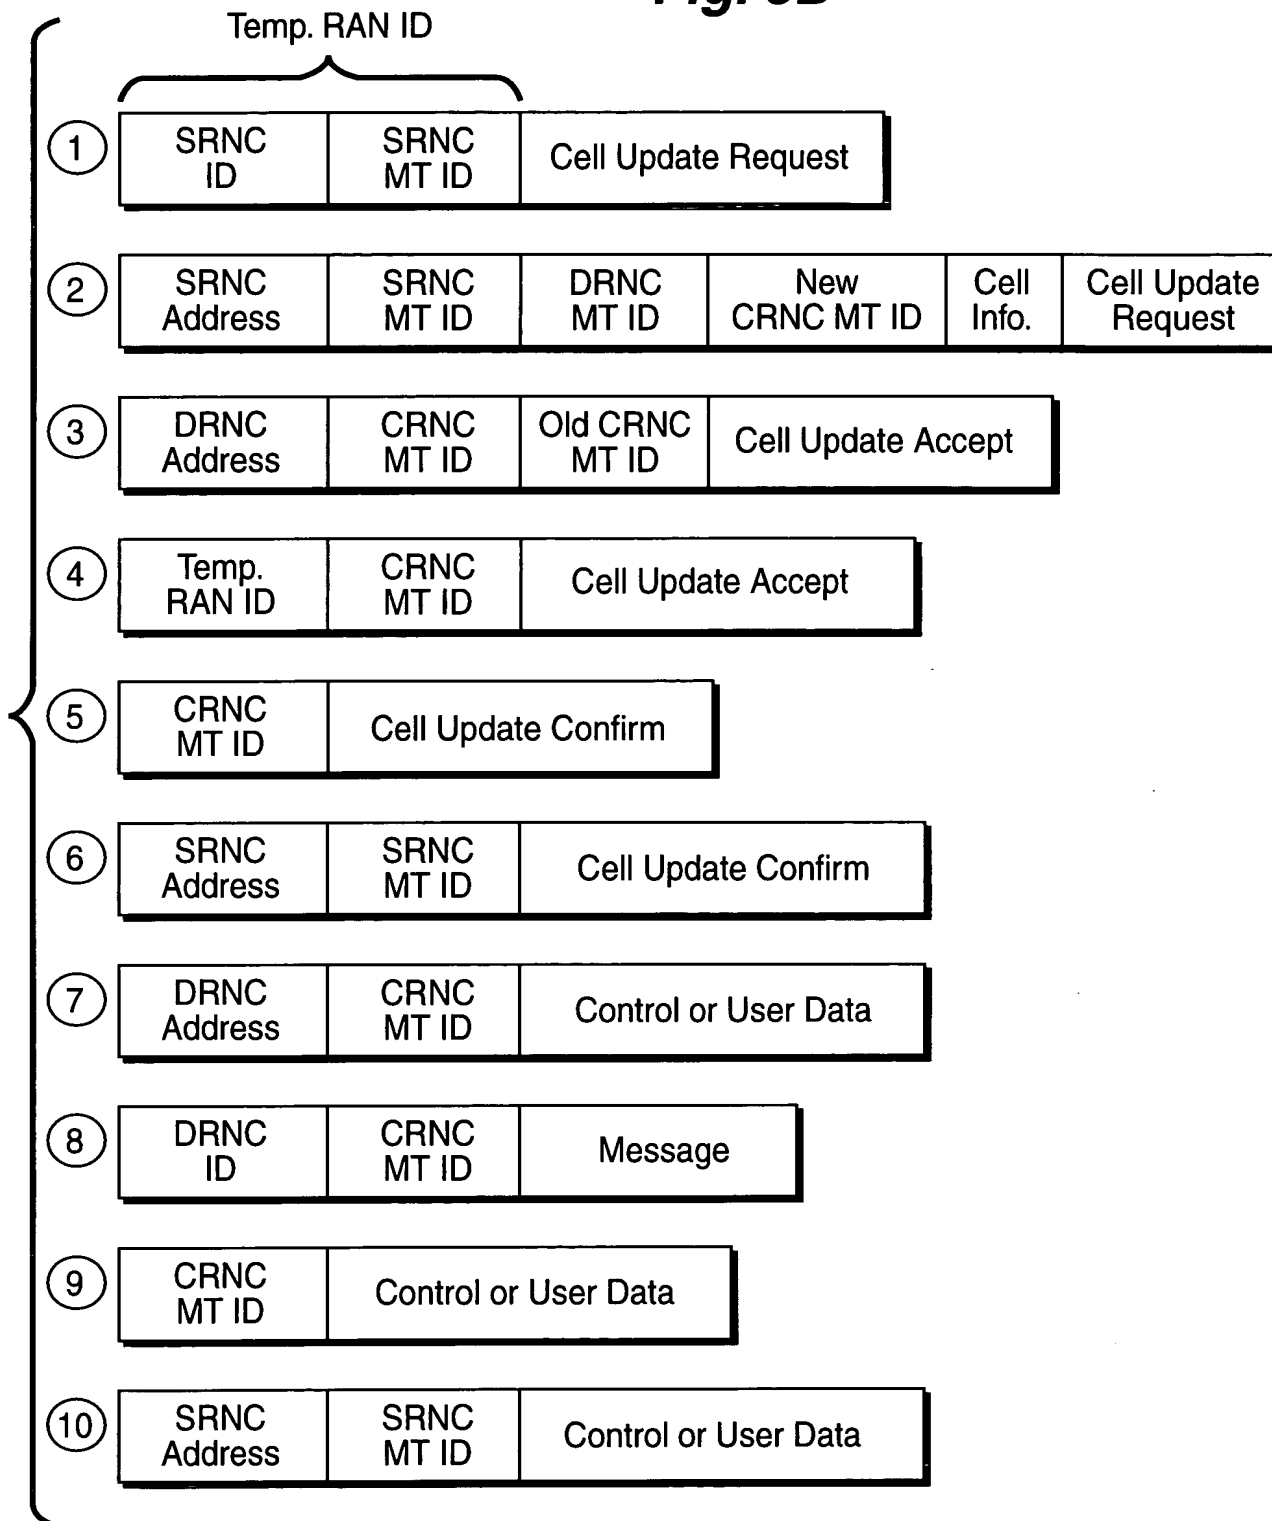 Temp. RAN ID
1
SRNC
ID
SRNC
MT ID
Cell Update Request
2
SRNC
Address
SRNC
MT ID
DRNC
MT ID
New
CRNC MT ID
Cell
Info.
Cell Update
Request
3
DRNC
Address
CRNC
MT ID
Old CRNC
MT ID
Cell Update Accept
4
Temp.
RAN ID
CRNC
MT ID
Cell Update Accept
5
CRNC
MT ID
Cell Update Confirm
6
SRNC
Address
SRNC
MT ID
Cell Update Confirm
7
DRNC
Address
CRNC
MT ID
Control or User Data
8
DRNC
ID
CRNC
MT ID
Message
9
CRNC
MT ID
Control or User Data
10
SRNC
Address
SRNC
MT ID
Control or User Data